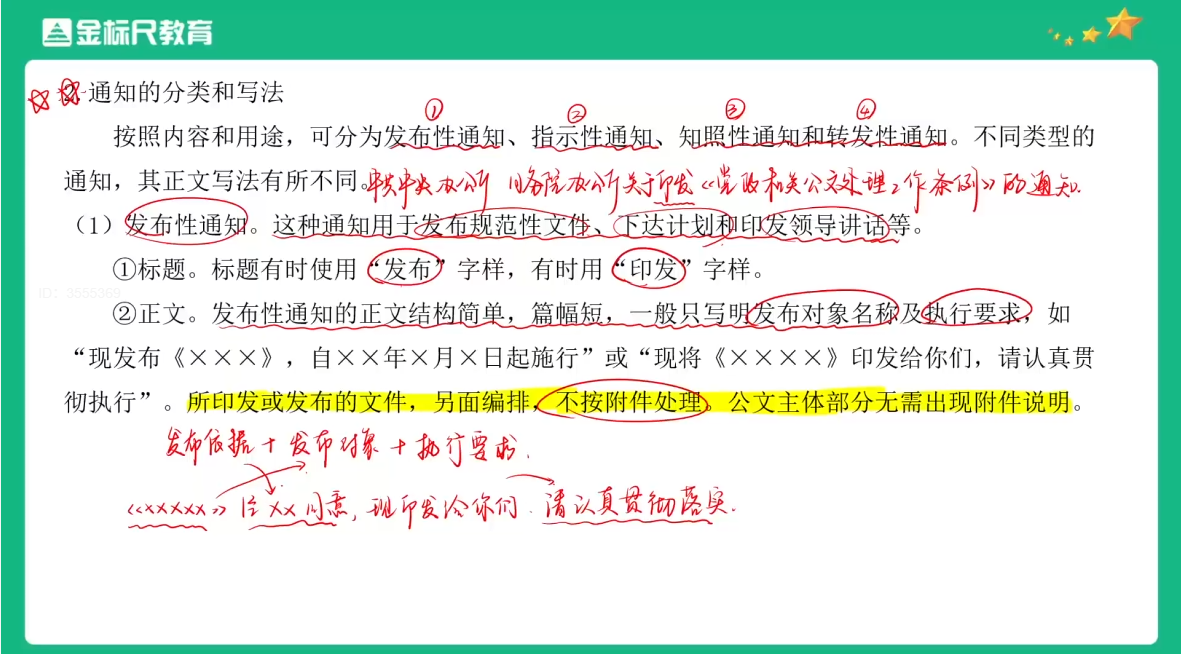 金标尺教育
2.通知的分类和写法
① ② ③ ④
按照内容和用途，可分为发布性通知、指示性通知、知照性通知和转发性通知。不同类型的
通知，其正文写法有所不同。中共中央办公厅 国务院办公厅关于印发《党政机关公文处理工作条例》的通知.
（1）发布性通知。这种通知用于发布规范性文件、下达计划和印发领导讲话等。
①标题。标题有时使用“发布”字样，有时用“印发”字样。
ID：3555369
②正文。发布性通知的正文结构简单，篇幅短，一般只写明发布对象名称及执行要求，如
“现发布《×××》，自××年×月×日起施行”或“现将《××××》印发给你们，请认真贯
彻执行”。所印发或发布的文件，另面编排，不按附件处理。公文主体部分无需出现附件说明。
发布依据+发布对象+执行要求.
《×××××》经××同意,现印发给你们.请认真贯彻落实.